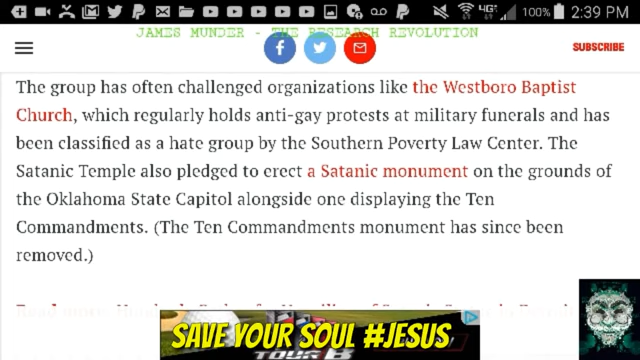 100% 2:39 PM
JAMES MUNDER - THE RESEARCH REVOLUTION
SUBSCRIBE
The group has often challenged organizations like the Westboro Baptist
Church, which regularly holds anti-gay protests at military funerals and has
been classified as a hate group by the Southern Poverty Law Center. The
Satanic Temple also pledged to erect a Satanic monument on the grounds of
the Oklahoma State Capitol alongside one displaying the Ten
Commandments. (The Ten Commandments monument has since been
removed.)
SAVE YOUR SOUL #JESUS
TOUR B